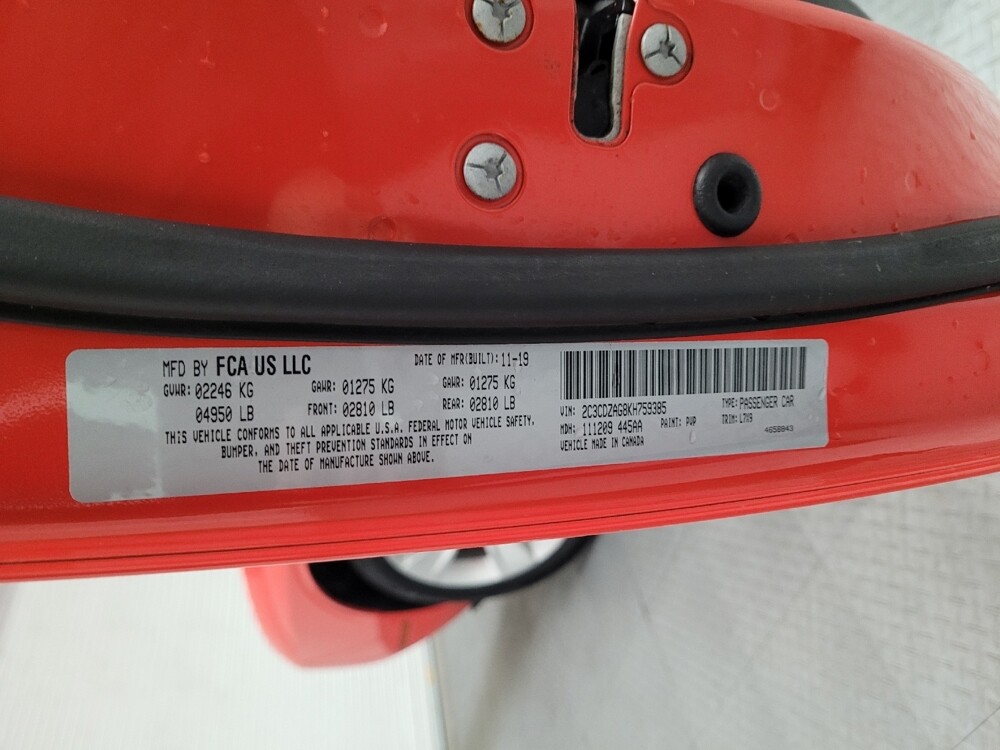 MFD BY FCA US LLC
DATE OF MFR(BUILT): 11-19
GVWR: 02246 KG
GAWR: 01275 KG
GAWR: 01275 KG
04950 LB
FRONT: 02810 LB
REAR: 02810 LB
THIS VEHICLE CONFORMS TO ALL APPLICABLE U.S.A. FEDERAL MOTOR VEHICLE SAFETY,
BUMPER, AND THEFT PREVENTION STANDARDS IN EFFECT ON
THE DATE OF MANUFACTURE SHOWN ABOVE.
VIN: 2C3CDZAG8KH759385
TYPE: PASSENGER CAR
MDH: 111209 445AA
PAINT: PVP
TRIM: L7X9
VEHICLE MADE IN CANADA
4658843